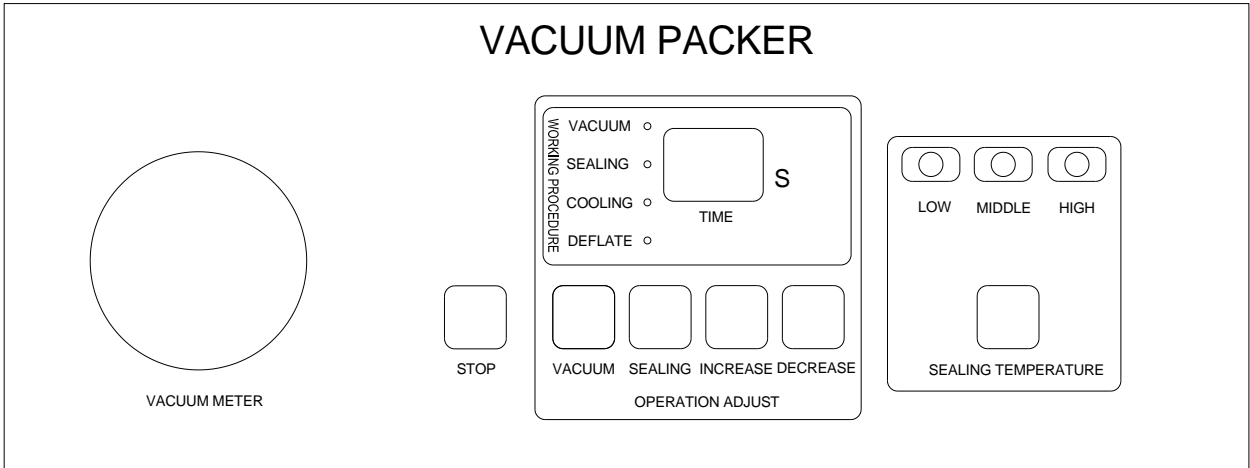 VACUUM PACKER
WORKING PROCEDURE
VACUUM
SEALING
COOLING
DEFLATE
S
TIME
LOW MIDDLE HIGH
STOP
VACUUM SEALING INCREASE DECREASE
OPERATION ADJUST
SEALING TEMPERATURE
VACUUM METER